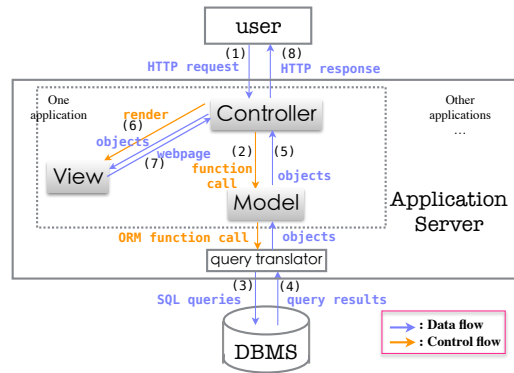 user
(1)
(8)
HTTP request
HTTP response
One
application
Other
applications
...
(6)
render
Controller
objects
webpage
(7)
View
(2)
(5)
function
call
objects
Model
Application
Server
ORM function call
objects
query translator
(3)
(4)
SQL queries
query results
DBMS
: Data flow
: Control flow